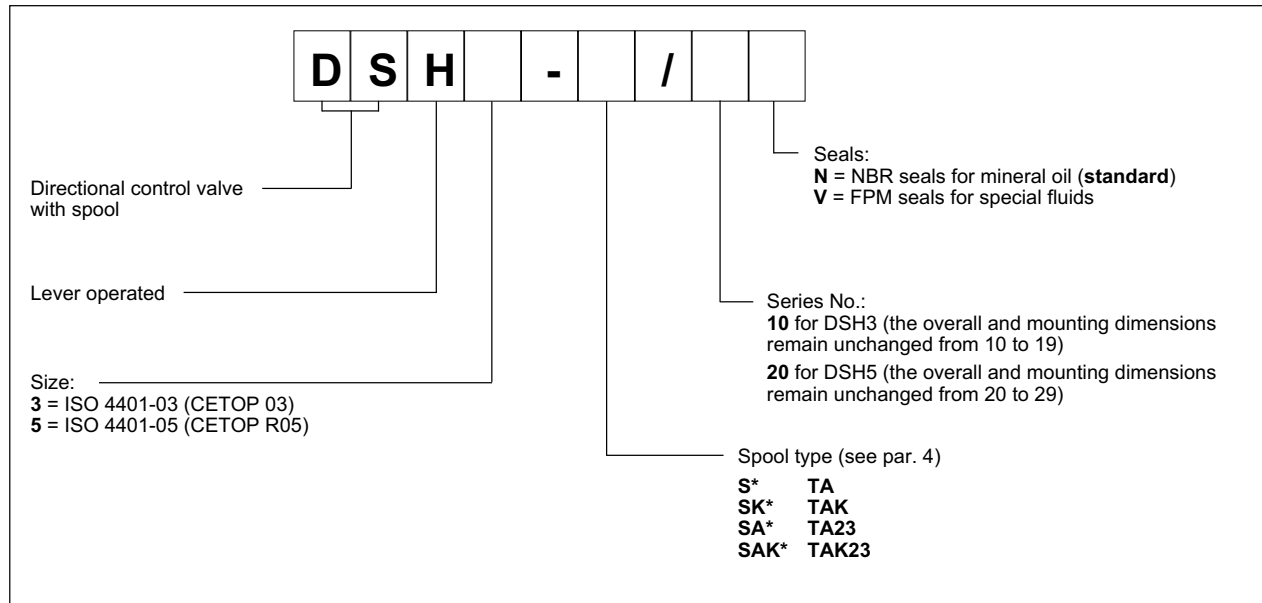 D S H - /
Directional control valve
with spool
Lever operated
Size:
3 = ISO 4401-03 (CETOP 03)
5 = ISO 4401-05 (CETOP R05)
Seals:
N = NBR seals for mineral oil (standard)
V = FPM seals for special fluids
Series No.:
10 for DSH3 (the overall and mounting dimensions
remain unchanged from 10 to 19)
20 for DSH5 (the overall and mounting dimensions
remain unchanged from 20 to 29)
Spool type (see par. 4)
S* TA
SK* TAK
SA* TA23
SAK* TAK23